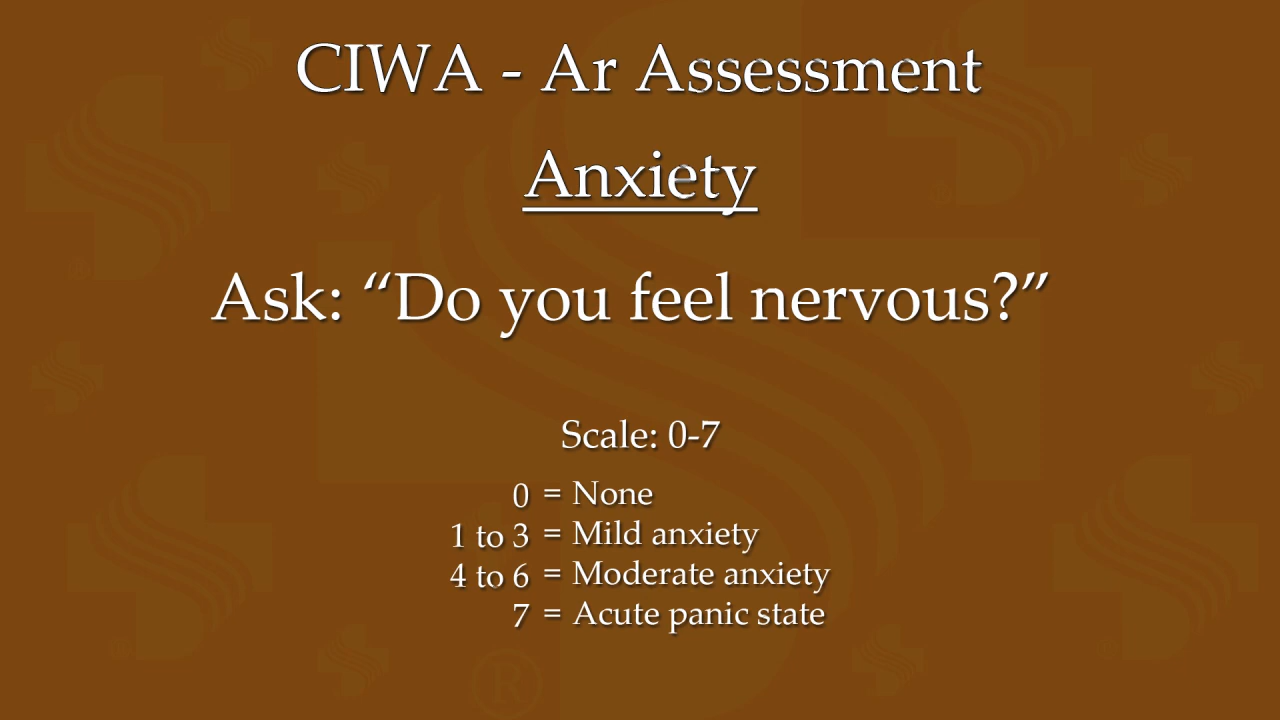 CIWA - Ar Assessment
Anxiety
Ask: “Do you feel nervous?”
Scale: 0-7
0 = None
1 to 3 = Mild anxiety
4 to 6 = Moderate anxiety
7 = Acute panic state
®